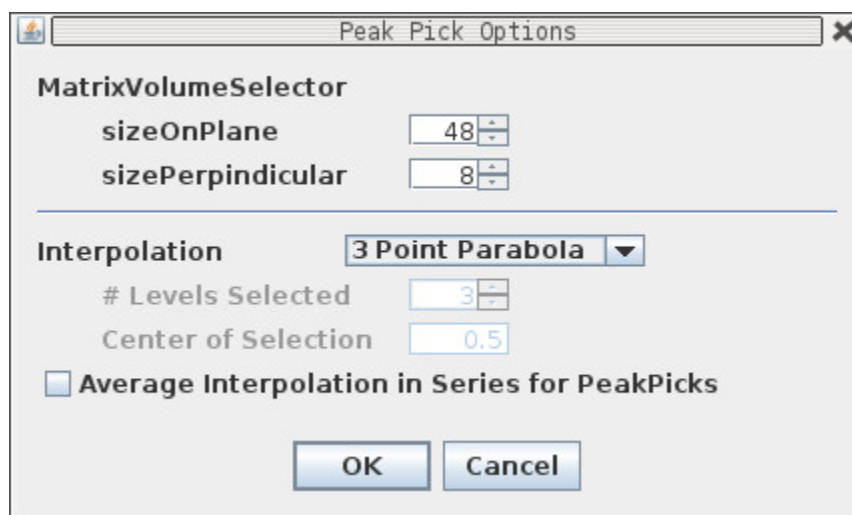 Peak Pick Options
MatrixVolumeSelector
sizeOnPlane 48
sizePerpindicular 8
Interpolation 3 Point Parabola
# Levels Selected 3
Center of Selection 0.5
Average Interpolation in Series for PeakPicks
OK Cancel